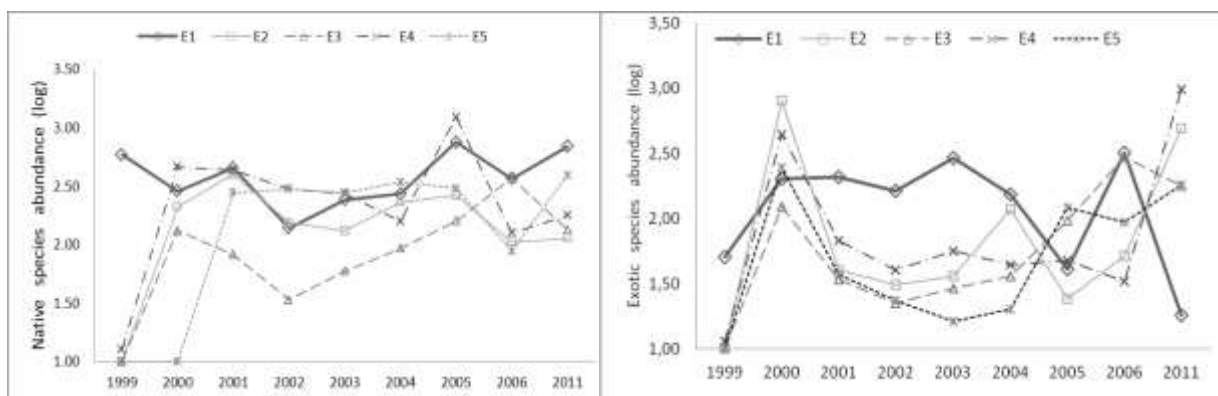 E1 E2 E3 E4 E5
Native species abundance (log)
3.50
3.00
2.50
2.00
1.50
1.00
1999 2000 2001 2002 2003 2004 2005 2006 2011
E1 E2 E3 E4 E5
Exotic species abundance (log)
3,50
3,00
2,50
2,00
1,50
1,00
1999 2000 2001 2002 2003 2004 2005 2006 2011